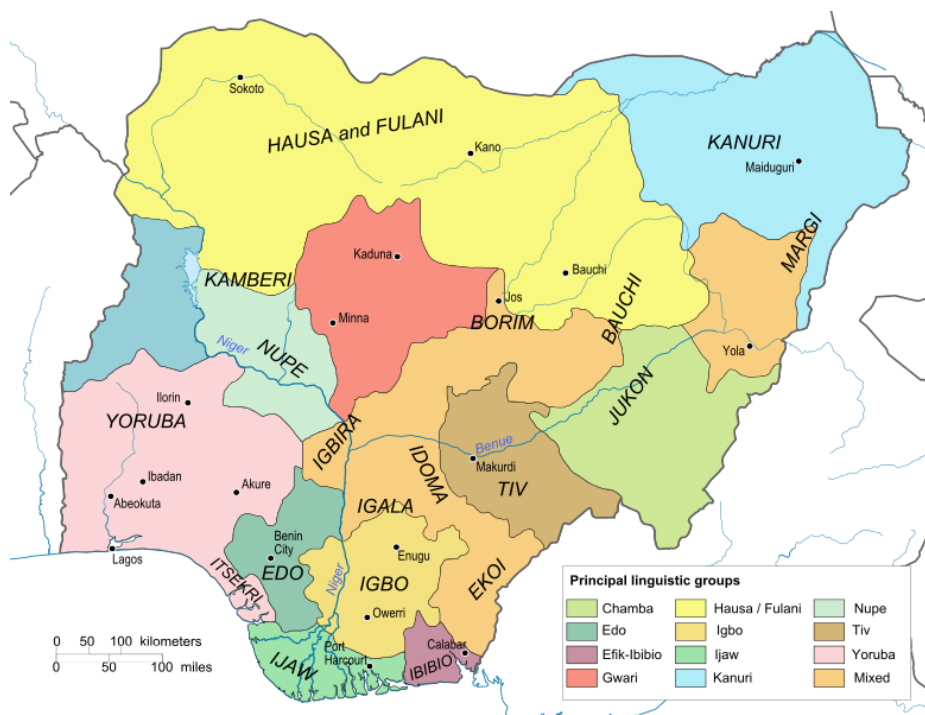 Sokoto
HAUSA and FULANI
Kano
KANURI
Maiduguri
MARGI
Kaduna
KAMBERI
Bauchi
BAUCHI
Jos
BORIM
Minna
Niger
NUPE
Yola
JUKON
Ilorin
YORUBA
IGBIRA
Benue
IDOMA
Makurdi
TIV
Ibadan
Akure
Abeokuta
IGALA
Benin
City
Enugu
Lagos
EDO
ITSEKRI
Niger
IGBO
EKOI
Owerri
Port
Harcourt
Calabar
IJAW
IBIBIO
0 50 100 kilometers
0 50 100 miles
Principal linguistic groups
Chamba
Hausa / Fulani
Nupe
Edo
Igbo
Tiv
Efik-Ibibio
Ijaw
Yoruba
Gwari
Kanuri
Mixed